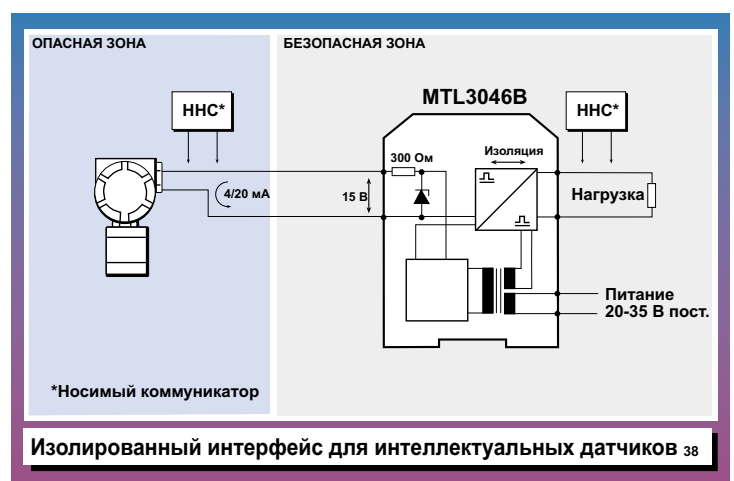 ОПАСНАЯ ЗОНА
БЕЗОПАСНАЯ ЗОНА
MTL3046B
ННС*
ННС*
Изоляция
300 Ом
4/20 мА
15 В
Нагрузка
Питание
20-35 В пост.
*Носимый коммуникатор
Изолированный интерфейс для интеллектуальных датчиков 38